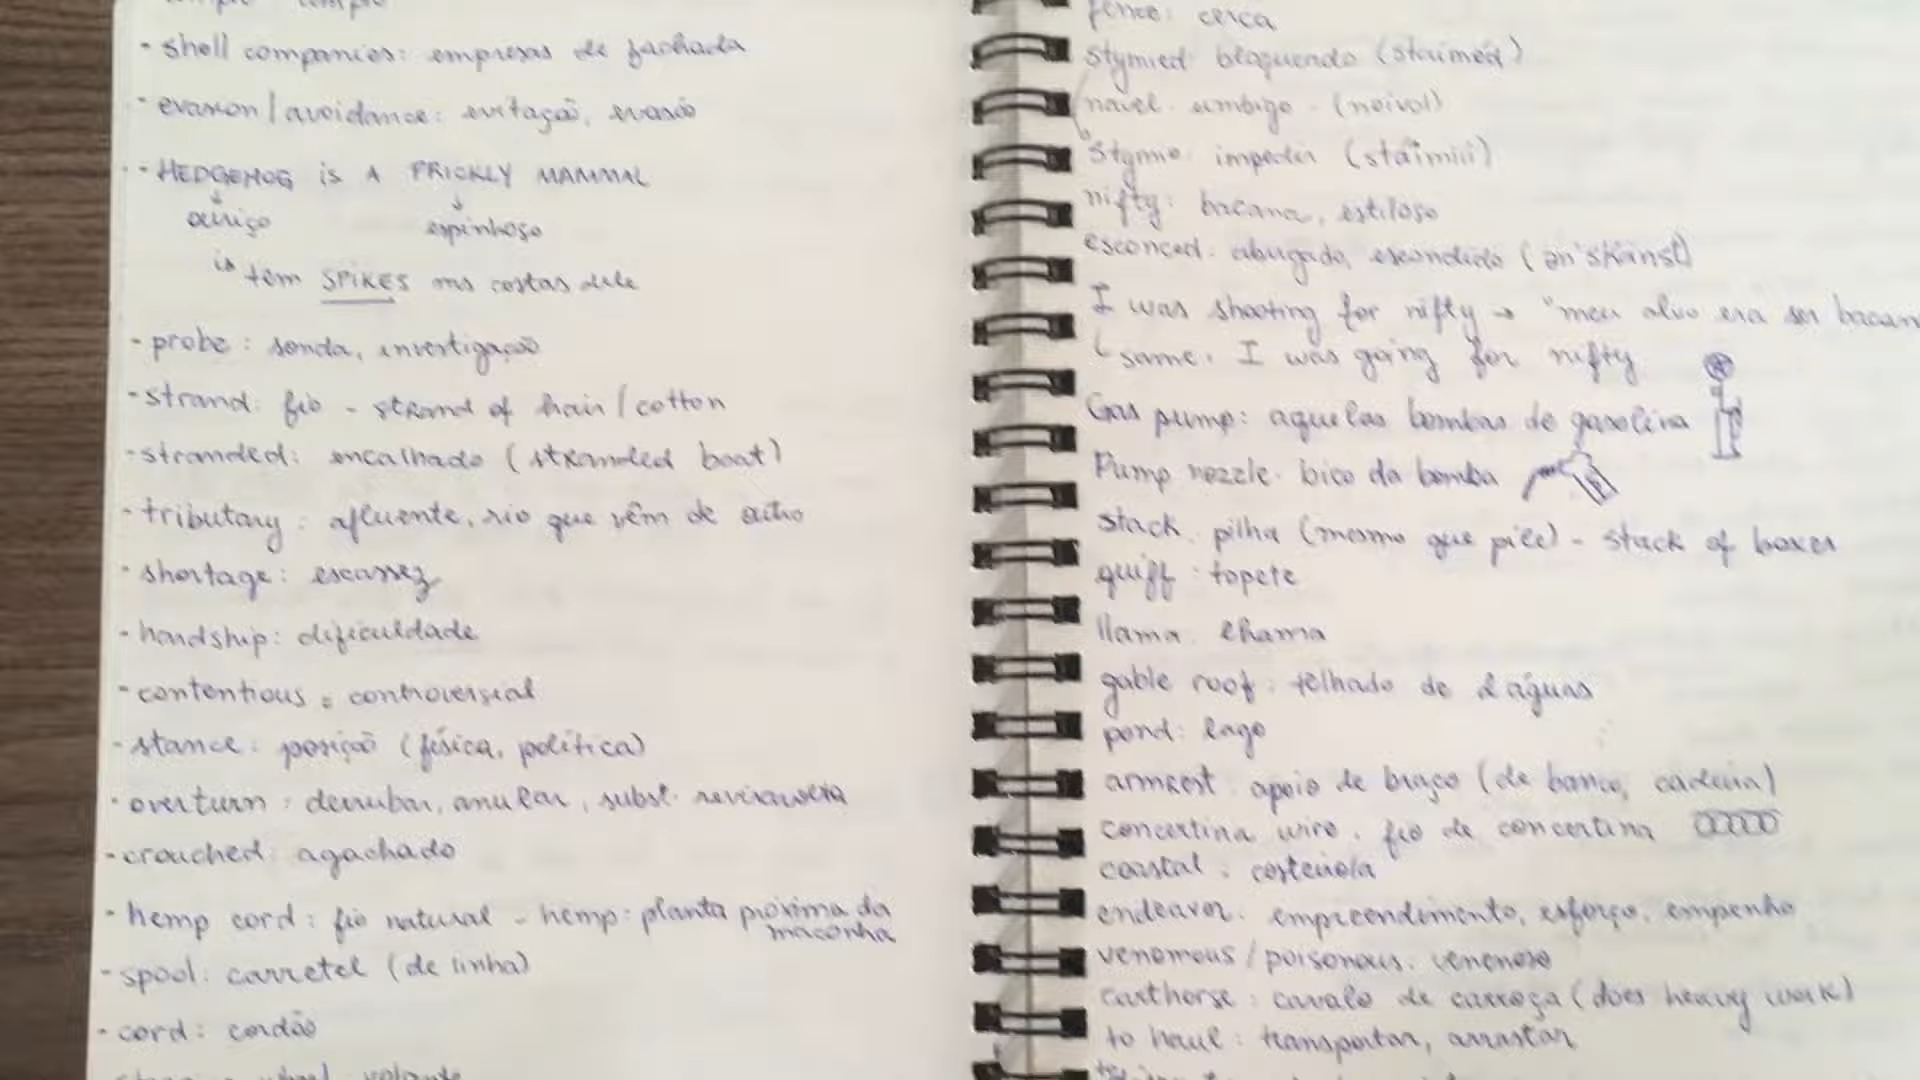 - shell companies: empresas de fachada
- evasion / avoidance: evitação, evasão
- HEDGEHOG is A PRICKLY MAMMAL
ouriço espinhoso
is tem SPIKES nas costas dele
- probe: sonda, investigação
- strand: fio - strand of hair / cotton
- stranded: encalhado (stranded boat)
- tributary: afluente, rio que vêm de outro
- shortage: escassez
- hardship: dificuldade
- contentious = controversial
- stance: posição (física, política)
- overturn: derrubar, anular, subst. reviravolta
- crouched: agachado
- hemp cord: fio natural - hemp: planta próxima da
maconha
- spool: carretel (de linha)
- cord: cordão
wheel volante
fence: cerca
stymied: bloqueado (staimed)
navel: umbigo - (neivol)
stymie: impedir
nifty: bacana, estiloso
esconced: abrigado, escondido (ən'skänst)
I was shooting for nifty → "meu alvo era ser bacan
same. I was going for nifty
Gas pump: aquelas bombas de gasolina
Pump nozzle. bico da bomba
stack. pilha (mesmo que pile) - stack of boxes
quiff: topete
llama. lhama
gable roof: telhado de 2 águas
pond: lago
armrest: apoio de braço (de banco, cadeira)
concertina wire. fio de concertina
coastal: costeiro/a
endeavor: empreendimento, esforço, empenho
venomous / poisonous: venenoso
carthorse: cavalo de carroça (does heavy work)
to haul: transportar, arrastar